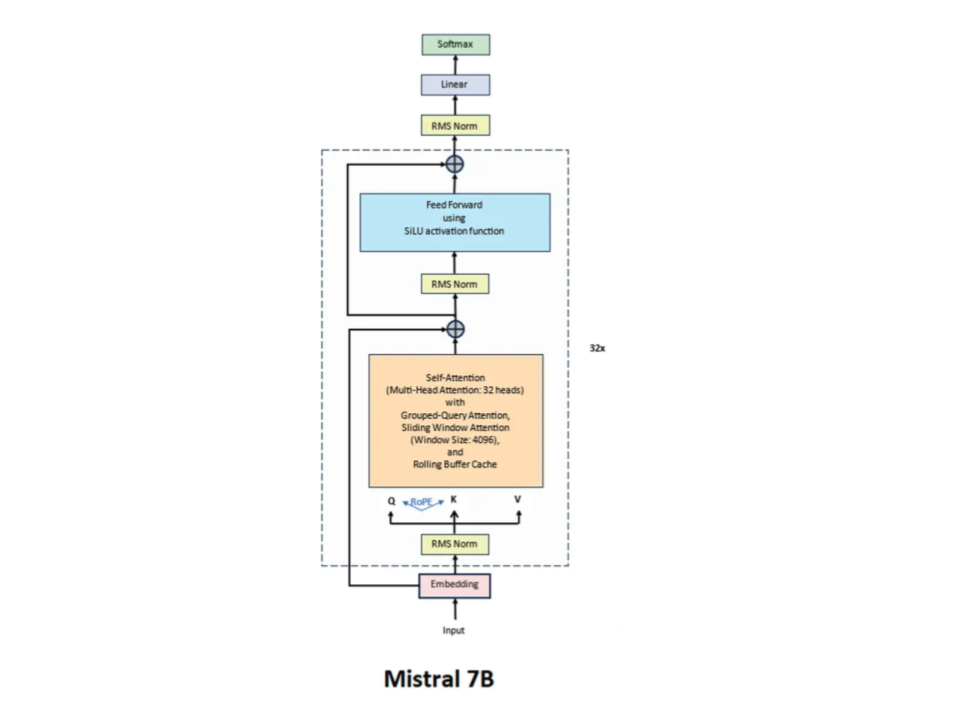 Softmax
Linear
RMS Norm
Feed Forward
using
SiLU activation function
RMS Norm
32x
Self-Attention
(Multi-Head Attention: 32 heads)
with
Grouped-Query Attention,
Sliding Window Attention
(Window Size: 4096),
and
Rolling Buffer Cache
Q RoPE K V
RMS Norm
Embedding
Input
Mistral 7B